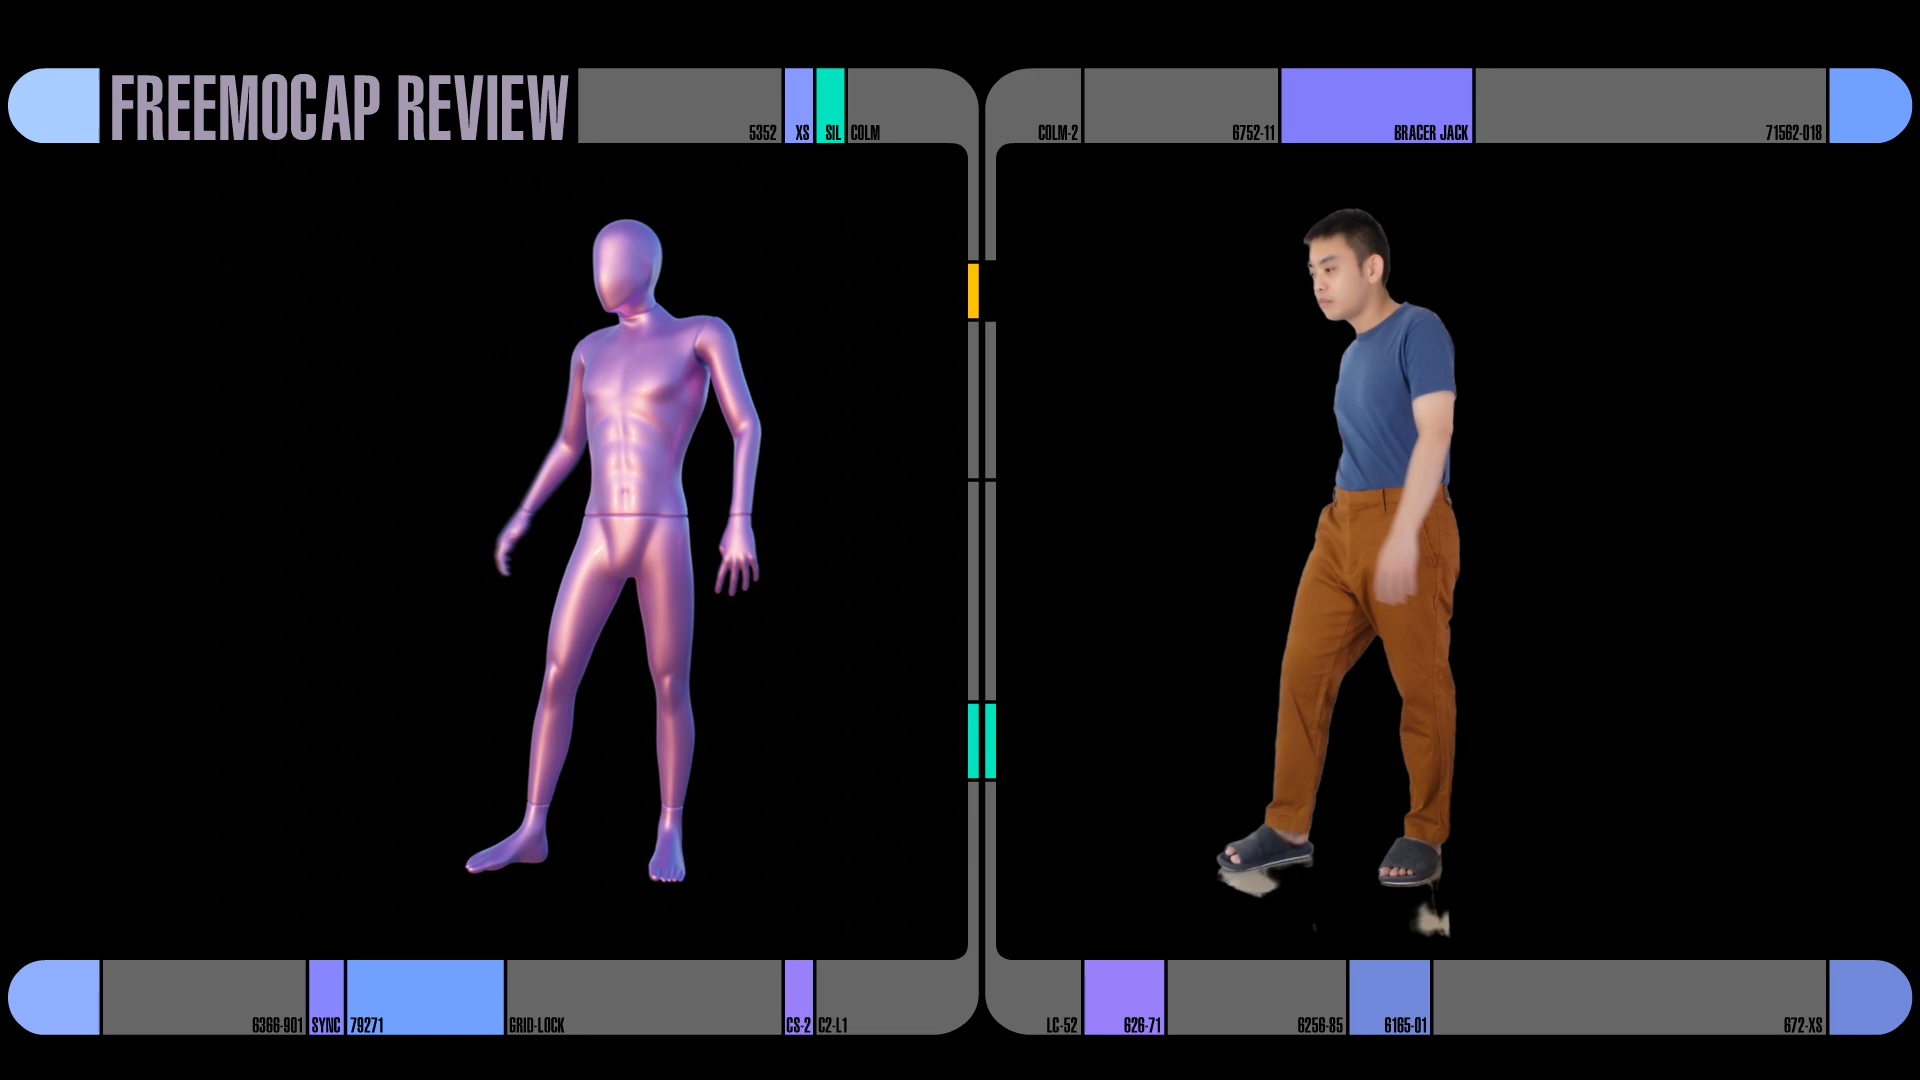 FREEMOCAP REVIEW
5352
XS
SIL
COLM
COLM-2
6752-11
BRACER JACK
71562-018
6366-901
SYNC
79271
GRID-LOCK
CS-2
C2-L1
LC-52
626-71
6256-85
6165-01
672-XS